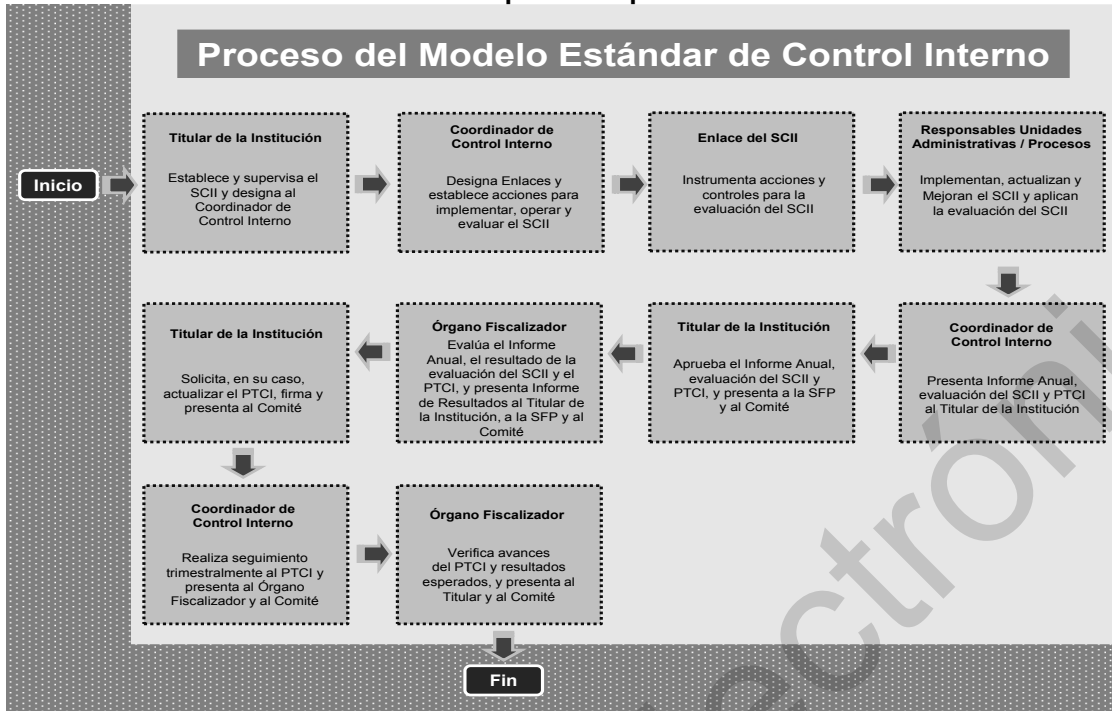 Proceso del Modelo Estándar de Control Interno
Inicio
Titular de la Institución
Establece y supervisa el
SCII y designa al
Coordinador de
Control Interno
Coordinador de
Control Interno
Designa Enlaces y
establece acciones para
implementar, operar y
evaluar el SCII
Enlace del SCII
Instrumenta acciones y
controles para la
evaluación del SCII
Responsables Unidades
Administrativas / Procesos
Implementan, actualizan y
Mejoran el SCII y aplican
la evaluación del SCII
Coordinador de
Control Interno
Presenta Informe Anual,
evaluación del SCII y PTCI
al Titular de la Institución
Titular de la Institución
Aprueba el Informe Anual,
evaluación del SCII y
PTCI, y presenta a la SFP
y al Comité
Órgano Fiscalizador
Evalúa el Informe
Anual, el resultado de la
evaluación del SCII y el
PTCI, y presenta Informe
de Resultados al Titular de
la Institución, a la SFP y al
Comité
Titular de la Institución
Solicita, en su caso,
actualizar el PTCI, firma y
presenta al Comité
Coordinador de
Control Interno
Realiza seguimiento
trimestralmente al PTCI y
presenta al Órgano
Fiscalizador y al Comité
Órgano Fiscalizador
Verifica avances
del PTCI y resultados
esperados, y presenta al
Titular y al Comité
Fin